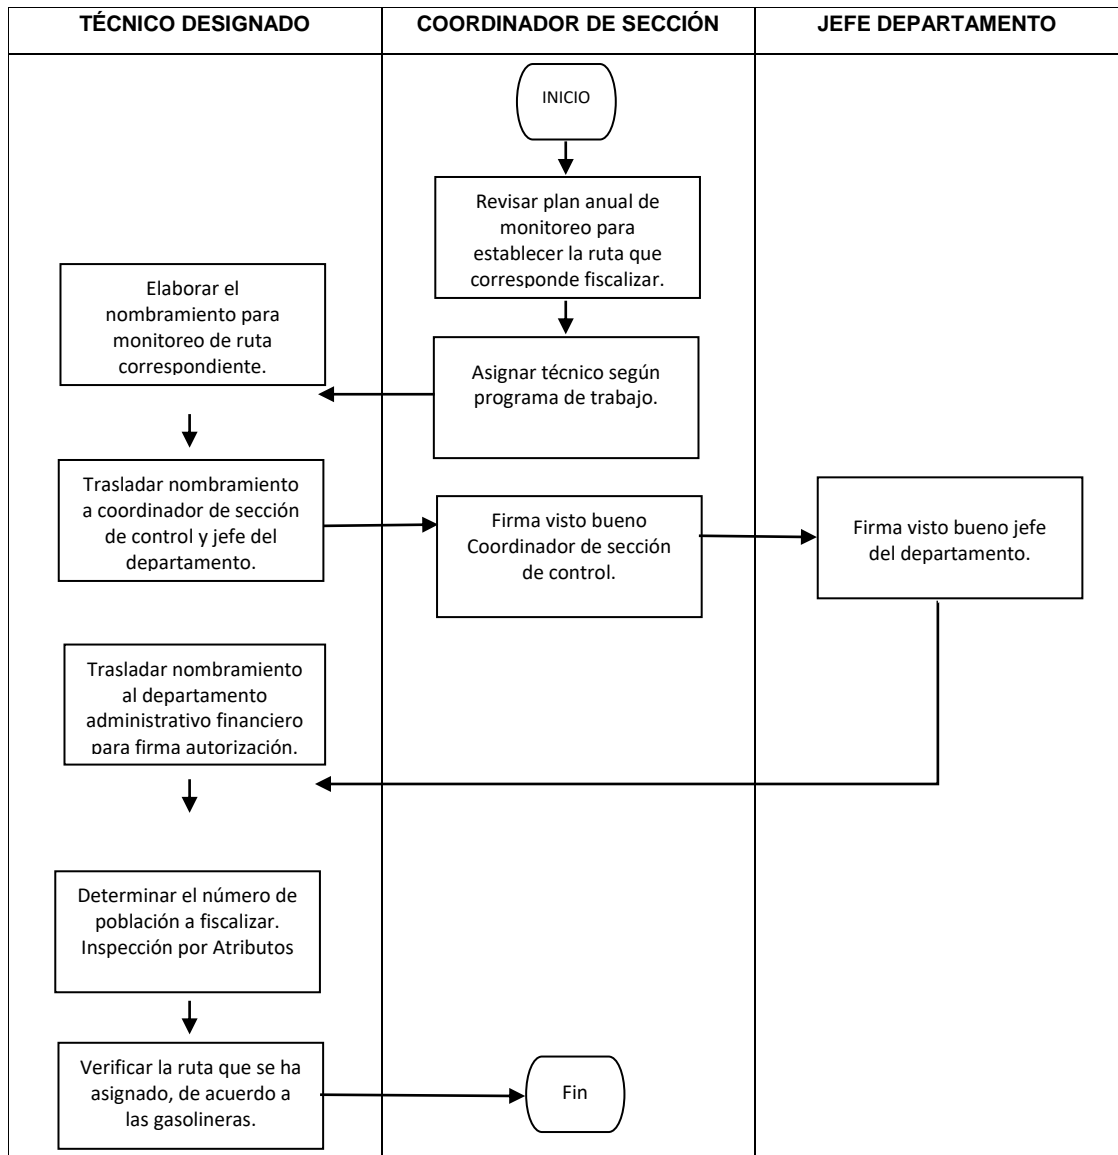 TÉCNICO DESIGNADO
COORDINADOR DE SECCIÓN
JEFE DEPARTAMENTO
INICIO
Revisar plan anual de
monitoreo para
establecer la ruta que
corresponde fiscalizar.
Asignar técnico según
programa de trabajo.
Elaborar el
nombramiento para
monitoreo de ruta
correspondiente.
Trasladar nombramiento
a coordinador de sección
de control y jefe del
departamento.
Firma visto bueno
Coordinador de sección
de control.
Firma visto bueno jefe
del departamento.
Trasladar nombramiento
al departamento
administrativo financiero
para firma autorización.
Determinar el número de
población a fiscalizar.
Inspección por Atributos
Verificar la ruta que se ha
asignado, de acuerdo a
las gasolineras.
Fin